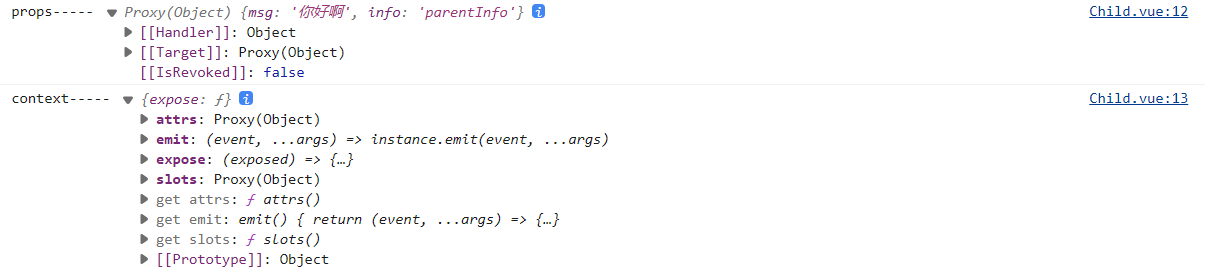 props----- ▼ Proxy(Object) {msg: '你好啊', info: 'parentInfo'} i Child.vue:12
▶ [[Handler]]: Object
▶ [[Target]]: Proxy(Object)
[[IsRevoked]]: false
context----- ▼ {expose: ƒ} i Child.vue:13
▶ attrs: Proxy(Object)
▶ emit: (event, ...args) => instance.emit(event, ...args)
▶ expose: (exposed) => {…}
▶ slots: Proxy(Object)
▶ get attrs: ƒ attrs()
▶ get emit: emit() { return (event, ...args) => {…}
▶ get slots: ƒ slots()
▶ [[Prototype]]: Object